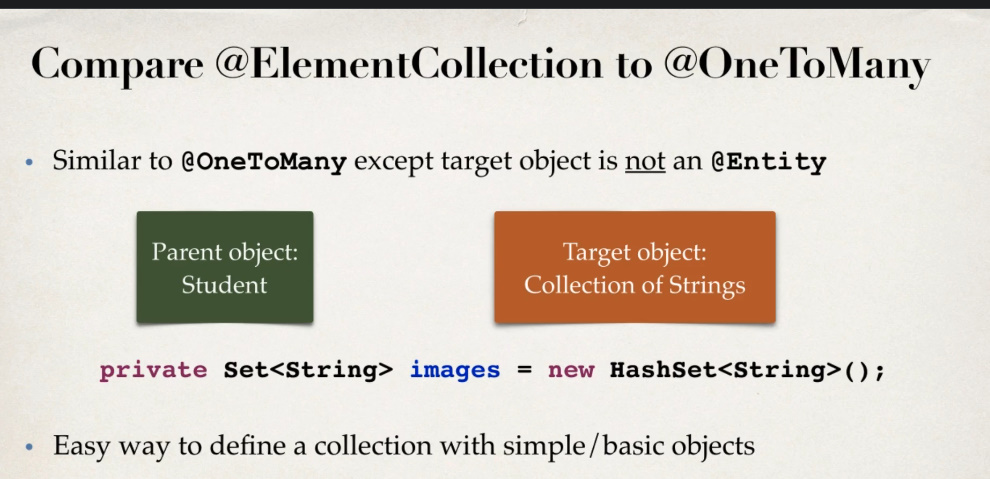 Compare @ElementCollection to @OneToMany
• Similar to @OneToMany except target object is not an @Entity
Parent object:
Student
Target object:
Collection of Strings
private Set<String> images = new HashSet<String>();
• Easy way to define a collection with simple/basic objects